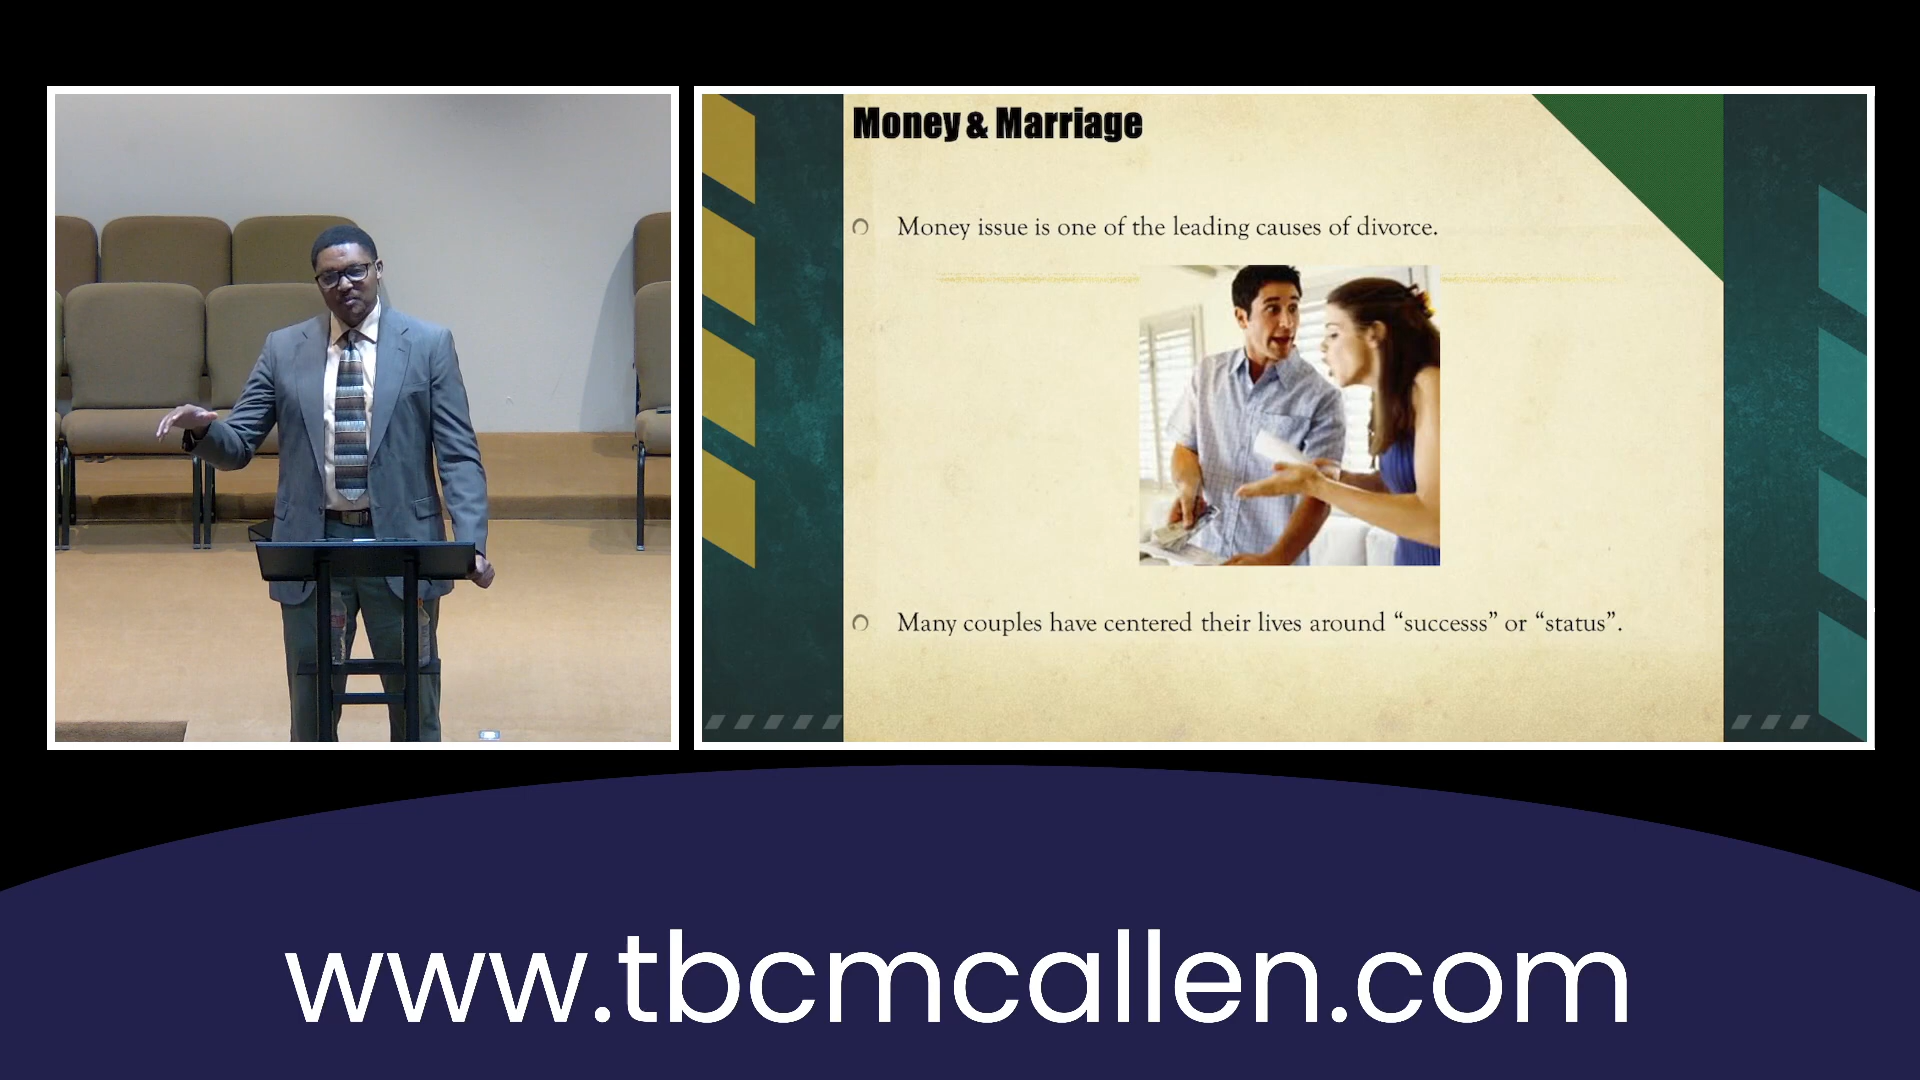 Money & Marriage
Money issue is one of the leading causes of divorce.
Many couples have centered their lives around “successs” or “status”.
www.tbcmcallen.com